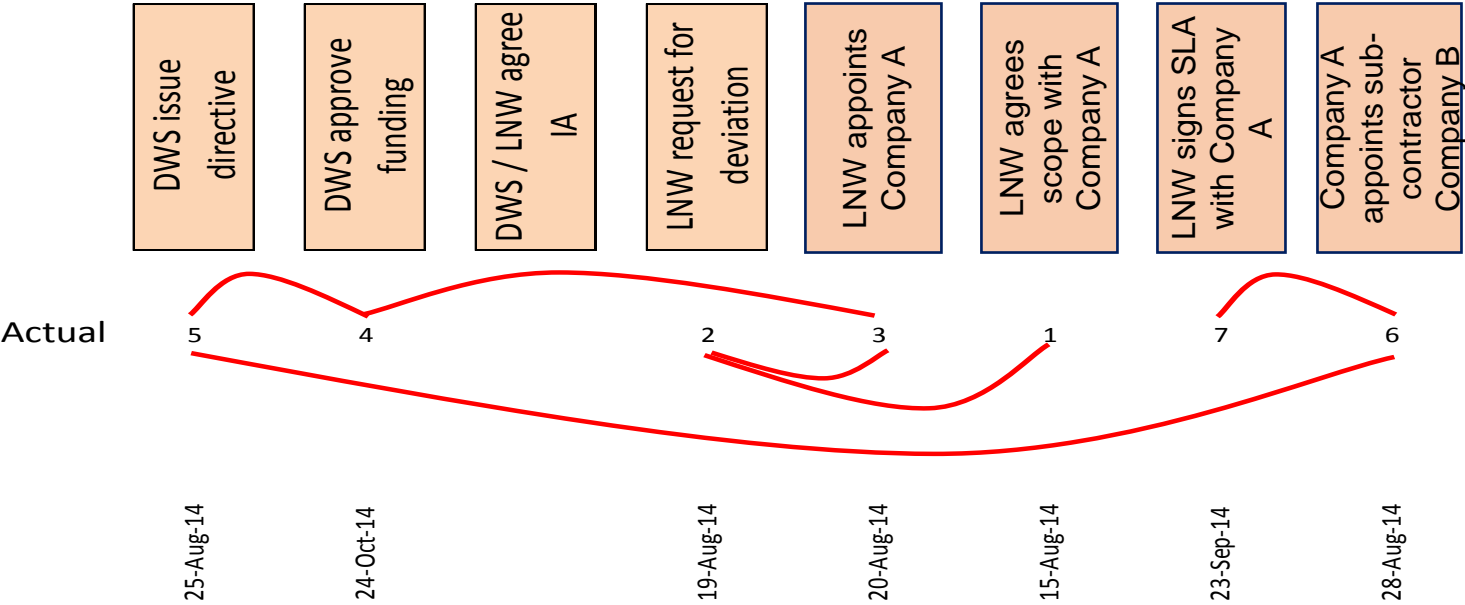 DWS issue
directive
DWS approve
funding
DWS / LNW agree
IA
LNW request for
deviation
LNW appoints
Company A
LNW agrees
scope with
Company A
LNW signs SLA
with Company
A
Company A
appoints sub-
contractor
Company B
Actual
5
4
2
3
1
7
6
25-Aug-14
24-Oct-14
19-Aug-14
20-Aug-14
15-Aug-14
23-Sep-14
28-Aug-14